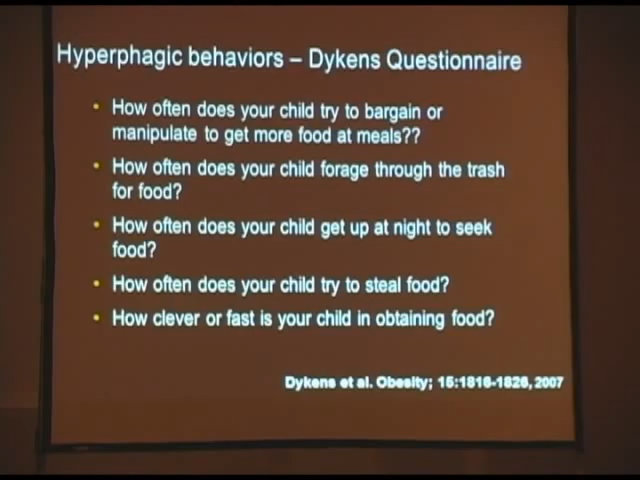 Hyperphagic behaviors – Dykens Questionnaire
• How often does your child try to bargain or
manipulate to get more food at meals??
• How often does your child forage through the trash
for food?
• How often does your child get up at night to seek
food?
• How often does your child try to steal food?
• How clever or fast is your child in obtaining food?
Dykens et al. Obesity; 15:1816-1826, 2007